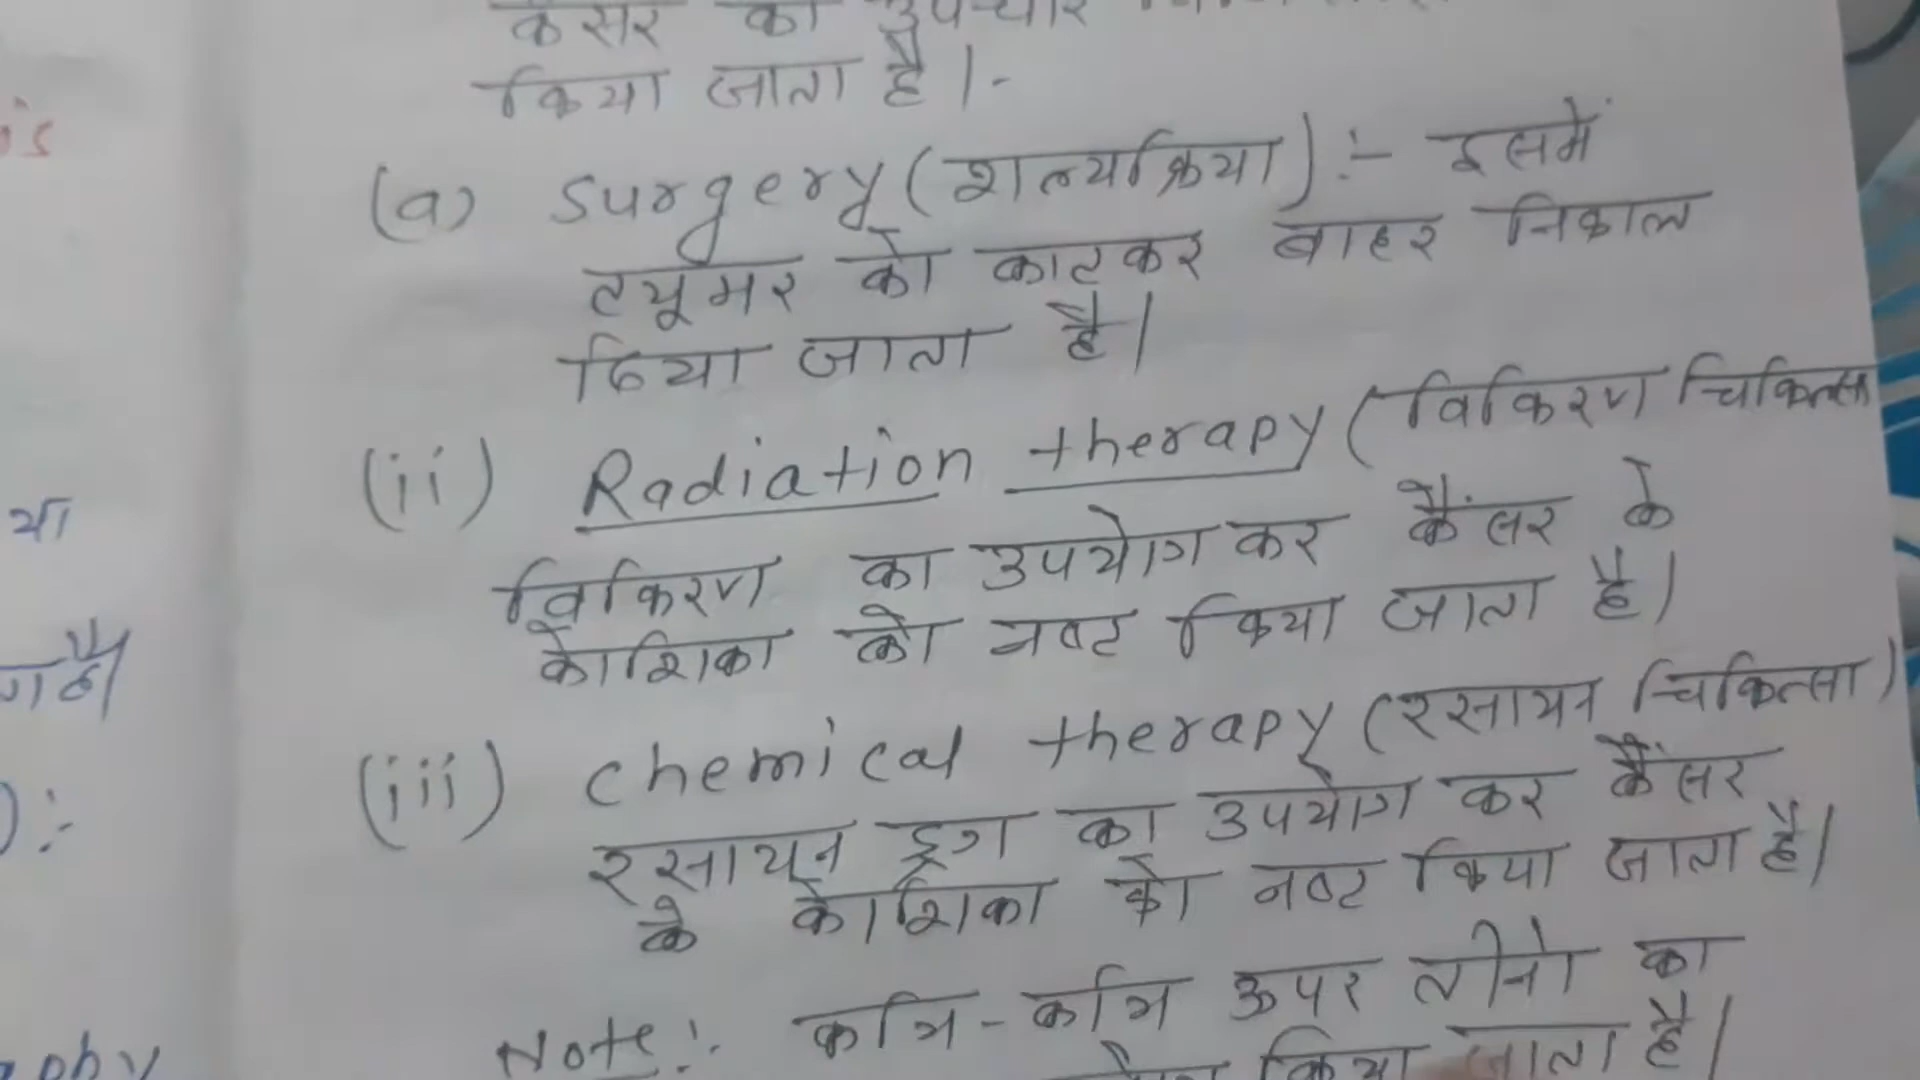 कैंसर का उपचार
किया जाता है।-
(a) Surgery (शल्यक्रिया) :- इसमें
ट्यूमर को काटकर बाहर निकाल
दिया जाता है।
(ii) Radiation therapy (विकिरण चिकित्सा
विकिरण का उपयोग कर कैंसर के
कोशिका को नष्ट किया जाता है।
(iii) chemical therapy (रसायन चिकित्सा)
रसायन ड्रग का उपयोग कर कैंसर
के कोशिका को नष्ट किया जाता है।
Note:- कभि-कभि ऊपर तीनो का
किया जाता है।
या